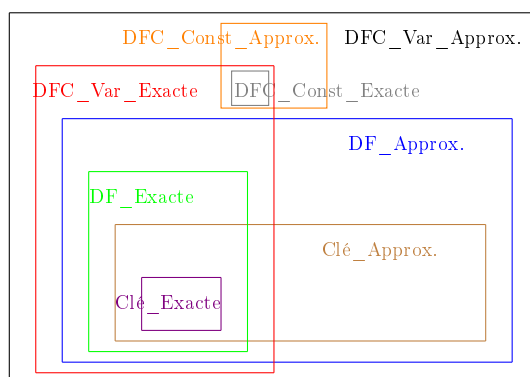 DFC_Const_Approx. DFC_Var_Approx.
DFC_Var_Exacte DFC_Const_Exacte
DF_Approx.
DF_Exacte
Clé_Approx.
Clé_Exacte